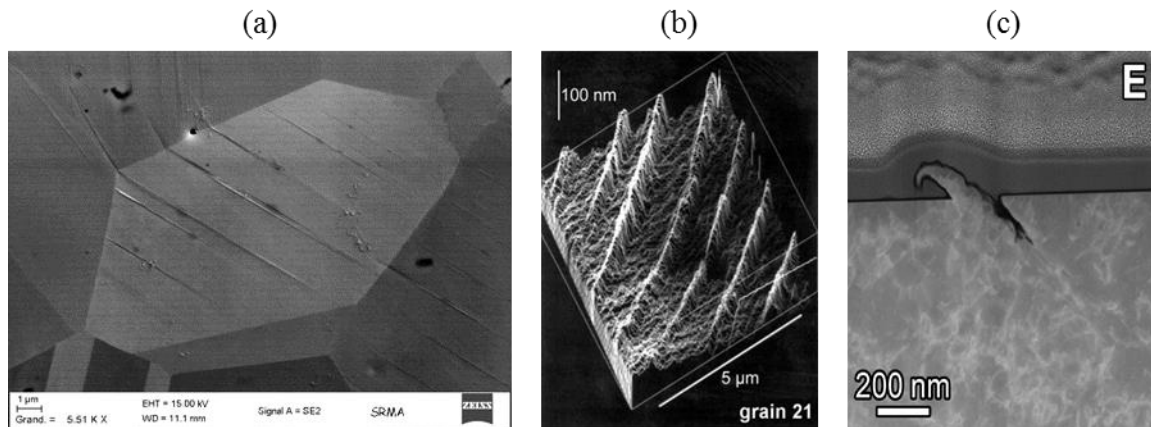 (a) (b) (c)
E
100 nm
5 µm
grain 21
200 nm
1 µm
EHT = 15.00 kV
Signal A = SE2
SRMA
ZEISS
Grand. = 5.51 K X
WD = 11.1 mm